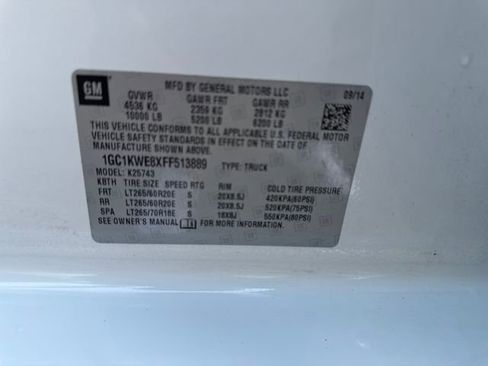 GM
MFD BY GENERAL MOTORS LLC
09/14
GVWR GAWR FRT GAWR RR
4536 KG 2359 KG 2812 KG
10000 LB 5200 LB 6200 LB
THIS VEHICLE CONFORMS TO ALL APPLICABLE U.S. FEDERAL MOTOR
VEHICLE SAFETY STANDARDS IN EFFECT ON THE DATE OF
MANUFACTURE SHOWN ABOVE.
1GC1KWE8XFF513889 TYPE: TRUCK
MODEL: K25743
KBTH TIRE SIZE SPEED RTG RIM COLD TIRE PRESSURE
FRT LT265/60R20E S 20X8.5J 420KPA(60PSI)
RR LT265/60R20E S 20X8.5J 520KPA(75PSI)
SPA LT265/70R18E S 18X8J 550KPA(80PSI)
SEE OWNER'S MANUAL FOR MORE INFORMATION